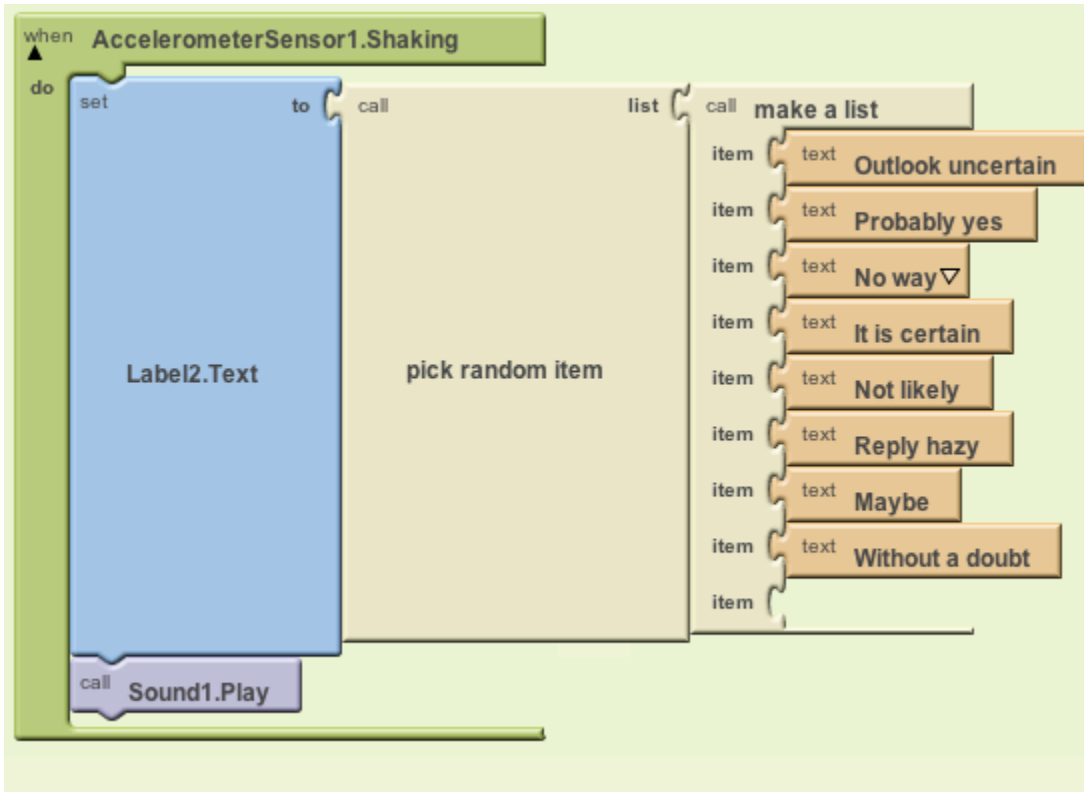 when AccelerometerSensor1.Shaking
do set to call list call make a list
item text Outlook uncertain
item text Probably yes
item text No way
item text It is certain
Label2.Text pick random item
item text Not likely
item text Reply hazy
item text Maybe
item text Without a doubt
item
call Sound1.Play